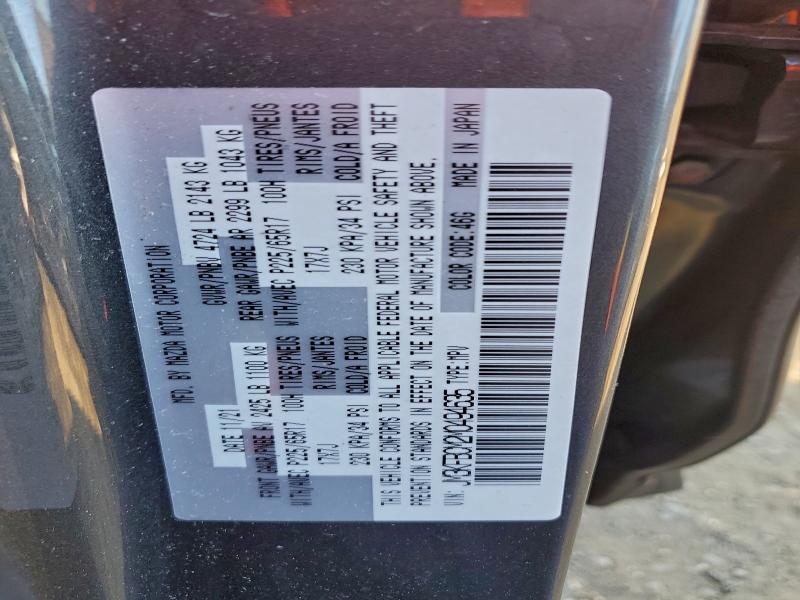 MFD BY MAZDA MOTOR CORPORATION
DATE 11/21 GVWR/PNBV 4724 LB 2143 KG
FRONT GAWR/PNBE AV 2425 LB 1100 KG REAR GAWR/PNBE AR 2299 LB 1043 KG
WITH/AVEC P225/65R17 100H TIRES/PNEUS WITH/AVEC P225/65R17 100H TIRES/PNEUS
17X7J RIMS/JANTES 17X7J RIMS/JANTES
230 KPA/34 PSI COLD/A FROID 230 KPA/34 PSI COLD/A FROID
THIS VEHICLE CONFORMS TO ALL APPLICABLE FEDERAL MOTOR VEHICLE SAFETY AND THEFT
PREVENTION STANDARDS IN EFFECT ON THE DATE OF MANUFACTURE SHOWN ABOVE.
VIN: TYPE:MPV COLOR CODE:46G MADE IN JAPAN